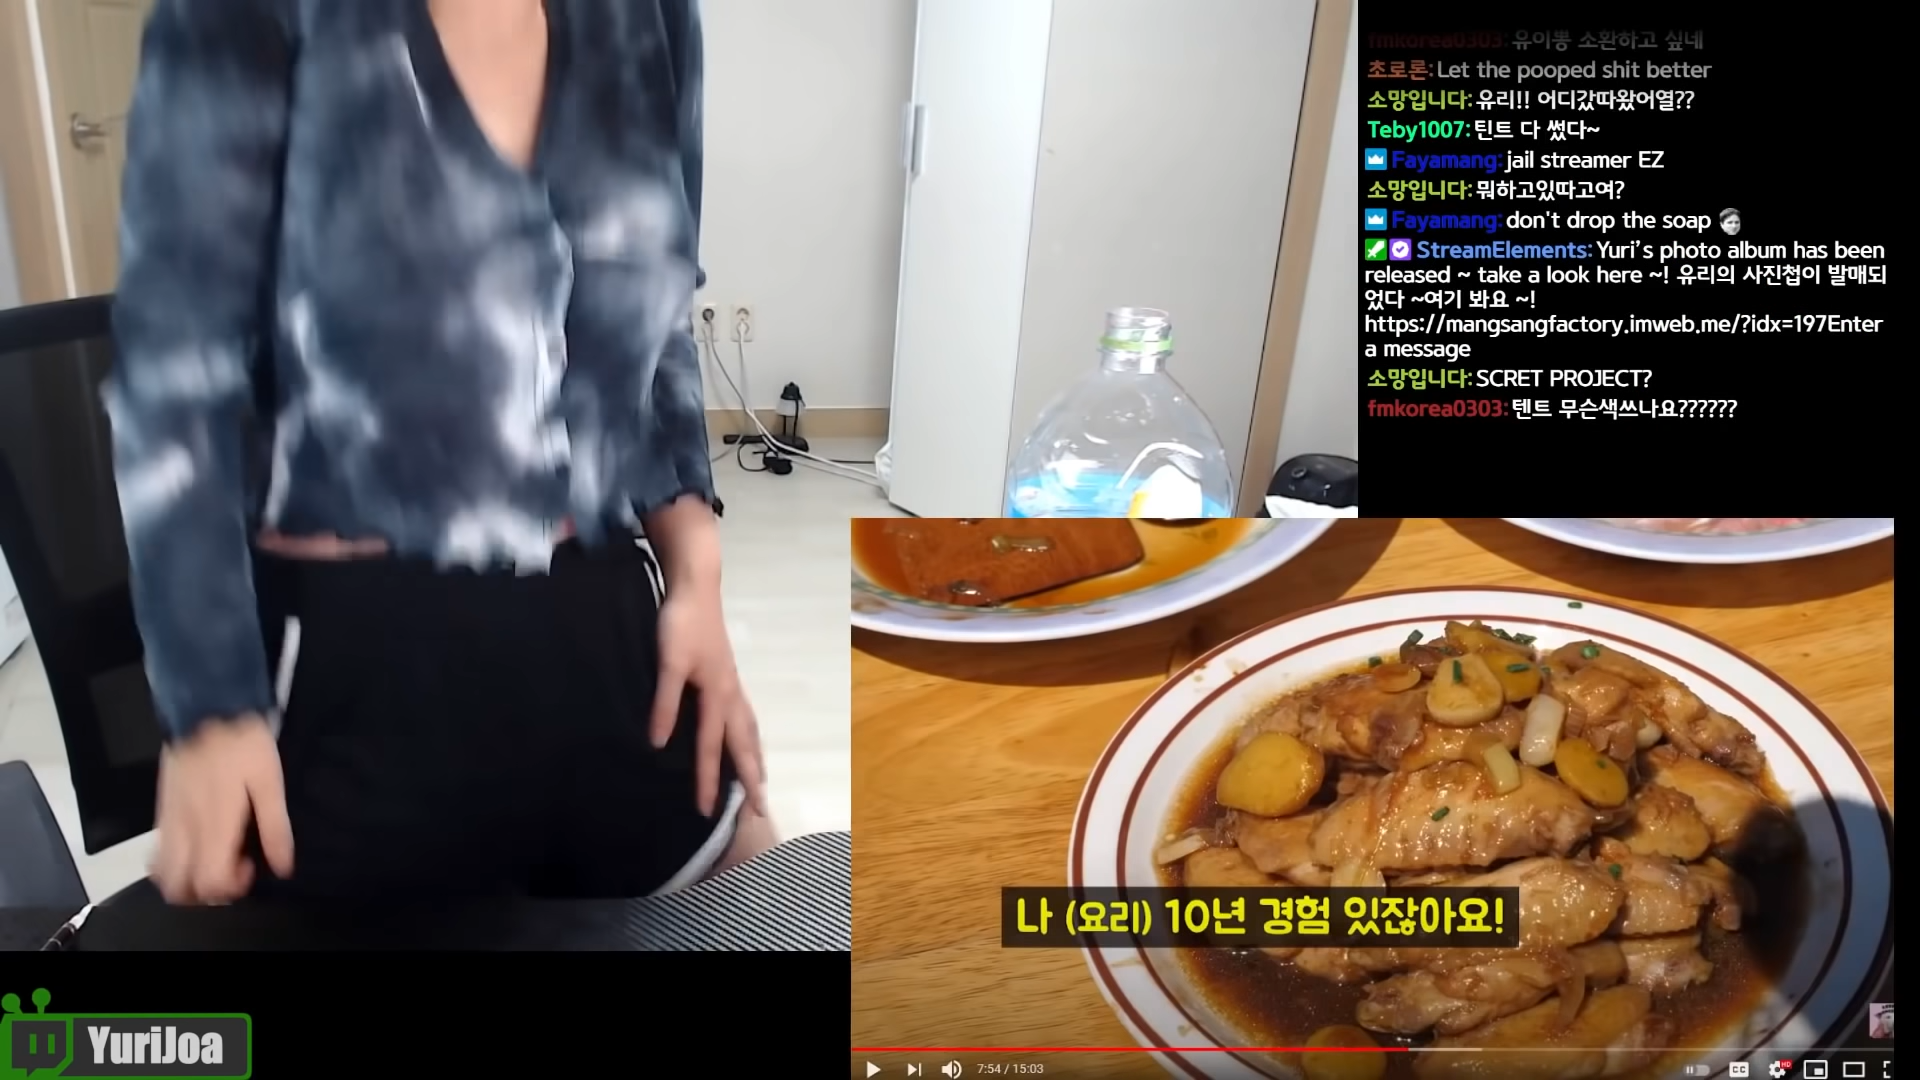 fmkorea0303: 유이뽕 소환하고 싶네
초로론: Let the pooped shit better
소망입니다: 유리!! 어디갔따왔어열??
Teby1007: 틴트 다 썼다~
Fayamang: jail streamer EZ
소망입니다: 뭐하고있따고여?
Fayamang: don't drop the soap
StreamElements: Yuri’s photo album has been
released ~ take a look here ~! 유리의 사진첩이 발매되
었다 ~여기 봐요 ~!
https://mangsangfactory.imweb.me/?idx=197Enter
a message
소망입니다: SCRET PROJECT?
fmkorea0303: 텐트 무슨색쓰나요??????
나 (요리) 10년 경험 있잖아요!
7:54 / 15:03
CC
HD
YuriJoa